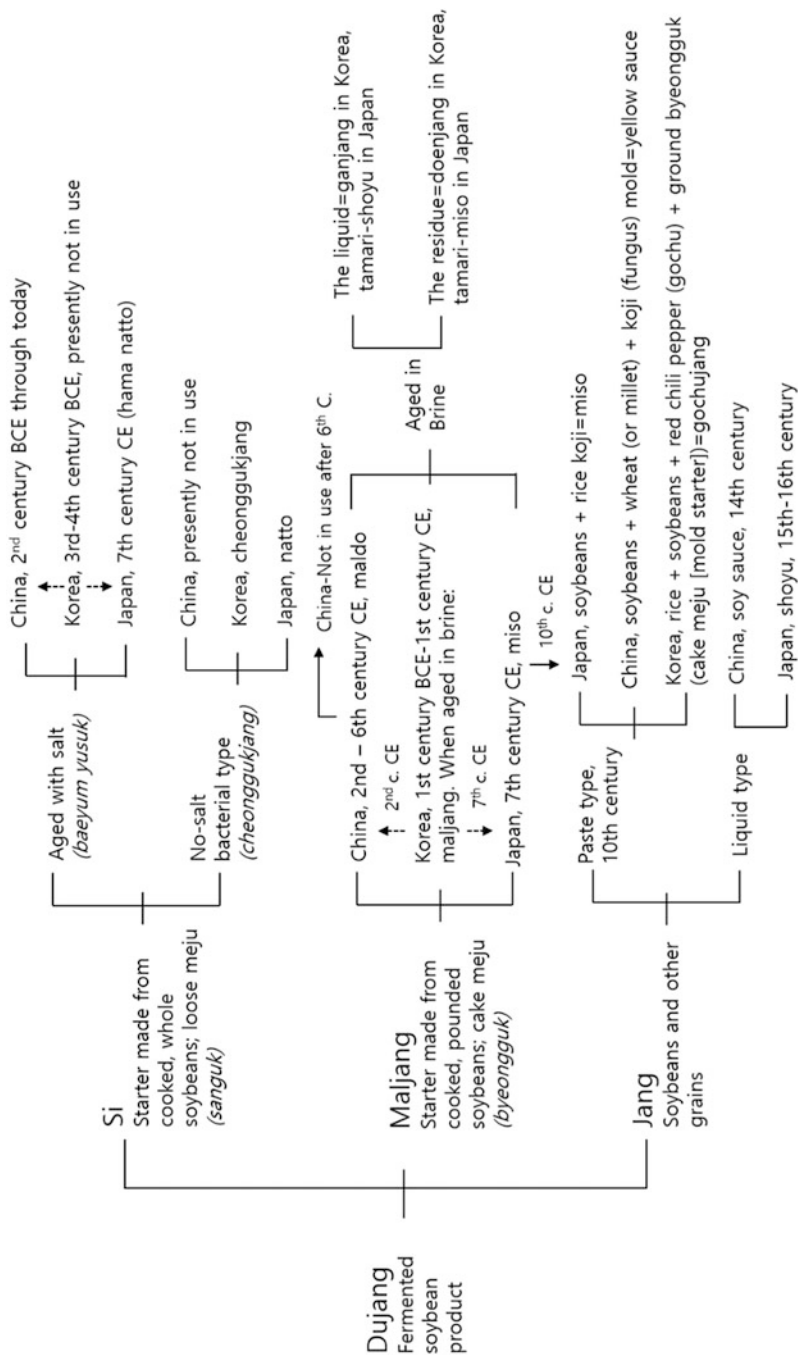 Dujang
Fermented
soybean
product
Si
Starter made from
cooked, whole
soybeans; loose meju
(sanguk)
Aged with salt
(baeyum yusuk)
China, 2nd century BCE through today
Korea, 3rd-4th century BCE, presently not in use
Japan, 7th century CE (hama natto)
No-salt
bacterial type
(cheonggukjang)
China, presently not in use
Korea, cheonggukjang
Japan, natto
Maljang
Starter made from
cooked, pounded
soybeans; cake meju
(byeongguk)
China-Not in use after 6th C.
China, 2nd – 6th century CE, maldo
2nd c. CE
Korea, 1st century BCE-1st century CE,
maljang. When aged in brine:
7th c. CE
Japan, 7th century CE, miso
10th c. CE
Aged in
Brine
The liquid=ganjang in Korea,
tamari-shoyu in Japan
The residue=doenjang in Korea,
tamari-miso in Japan
Jang
Soybeans and other
grains
Paste type,
10th century
Japan, soybeans + rice koji=miso
China, soybeans + wheat (or millet) + koji (fungus) mold=yellow sauce
Korea, rice + soybeans + red chili pepper (gochu) + ground byeongguk
(cake meju [mold starter])=gochujang
Liquid type
China, soy sauce, 14th century
Japan, shoyu, 15th-16th century